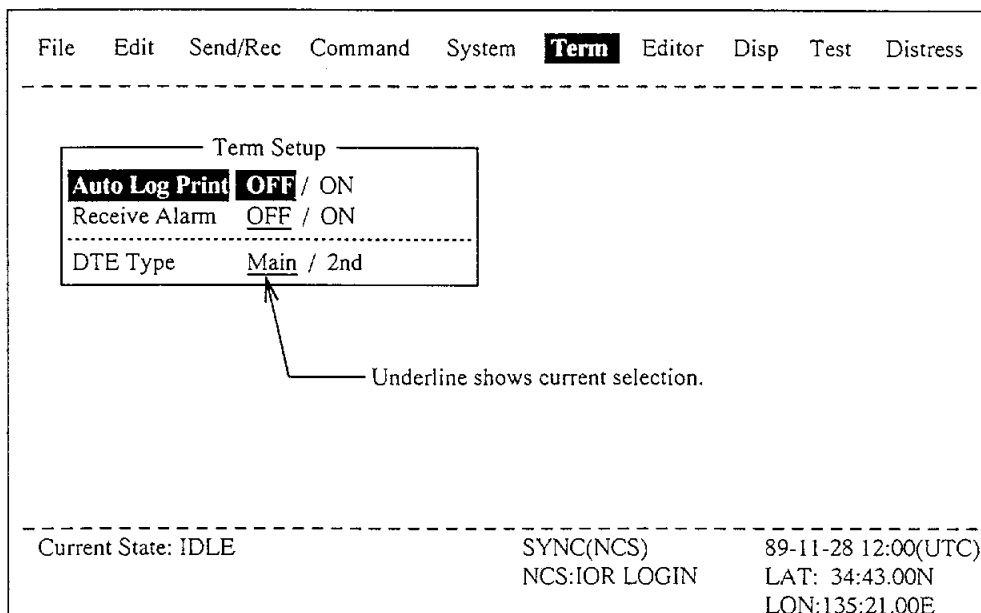 File Edit Send/Rec Command System Term Editor Disp Test Distress
Term Setup
Auto Log Print OFF / ON
Receive Alarm OFF / ON
DTE Type Main / 2nd
Underline shows current selection.
Current State: IDLE SYNC(NCS) 89-11-28 12:00(UTC)
NCS:IOR LOGIN LAT: 34:43.00N
LON:135:21.00E